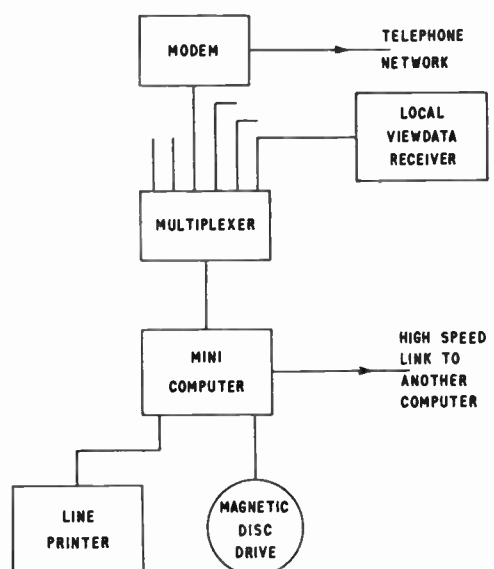 MODEM
TELEPHONE
NETWORK
LOCAL
VIEWDATA
RECEIVER
MULTIPLEXER
MINI
COMPUTER
HIGH SPEED
LINK TO
ANOTHER
COMPUTER
LINE
PRINTER
MAGNETIC
DISC
DRIVE